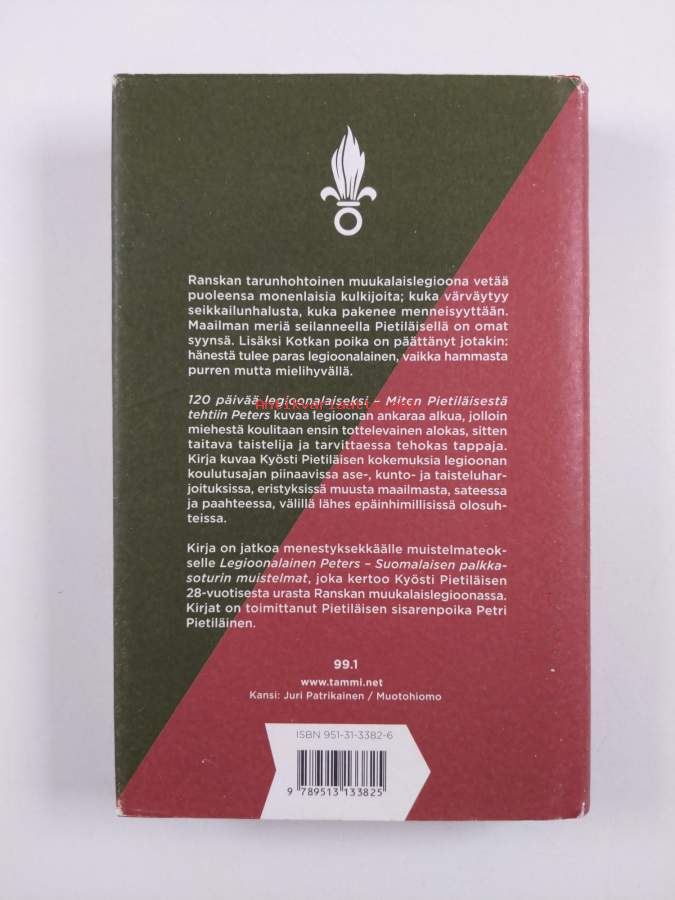 Ranskan tarunhohtoinen muukalaislegioona vetää
puoleensa monenlaisia kulkijoita; kuka värväytyy
seikkailunhalusta, kuka pakenee menneisyyttään.
Maailman meriä seilanneella Pietiläisellä on omat
syynsä. Lisäksi Kotkan poika on päättänyt jotakin:
hänestä tulee paras legioonalainen, vaikka hammasta
purren mutta mielihyvällä.
120 päivää legioonalaiseksi – Miten Pietiläisestä
tehtiin Peters kuvaa legioonan ankaraa alkua, jolloin
miehestä koulitaan ensin tottelevainen alokas, sitten
taitava taistelija ja tarvittaessa tehokas tappaja.
Kirja kuvaa Kyösti Pietiläisen kokemuksia legioonan
koulutusajan piinaavissa ase-, kunto- ja taisteluhar-
joituksissa, eristyksissä muusta maailmasta, sateessa
ja paahteessa, välillä lähes epäinhimillisissä olosuh-
teissa.
Kirja on jatkoa menestyksekkäälle muistelmateok-
selle Legioonalainen Peters – Suomalaisen palkka-
soturin muistelmat, joka kertoo Kyösti Pietiläisen
28-vuotisesta urasta Ranskan muukalaislegioonassa.
Kirjat on toimittanut Pietiläisen sisarenpoika Petri
Pietiläinen.
99.1
www.tammi.net
Kansi: Juri Patrikainen / Muotohiomo
ISBN 951-31-3382-6
9 789513 133825